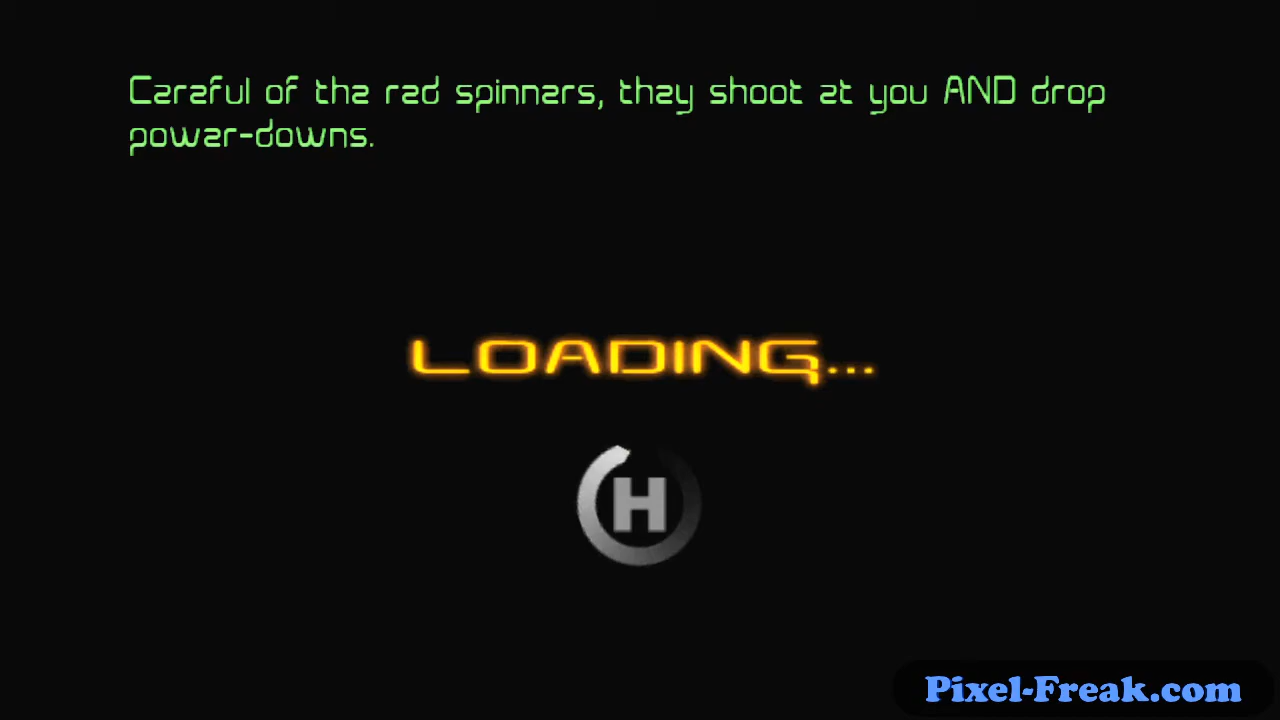 Careful of the red spinners, they shoot at you AND drop
power-downs.
LOADING...
H
Pixel-Freak.com